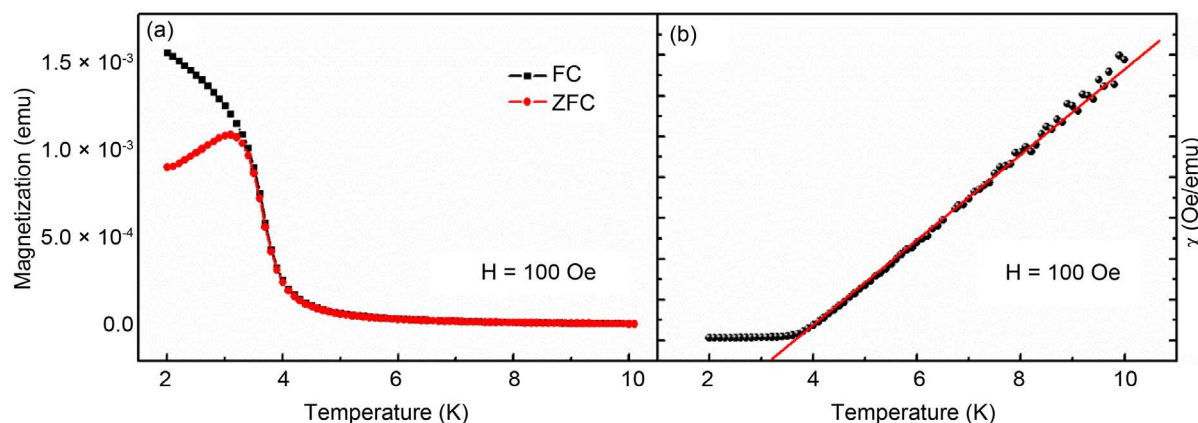 (a)
1.5 × 10⁻³
1.0 × 10⁻³
5.0 × 10⁻⁴
0.0
Magnetization (emu)
FC
ZFC
H = 100 Oe
2 4 6 8 10
Temperature (K)
(b)
H = 100 Oe
χ (Oe/emu)
2 4 6 8 10
Temperature (K)